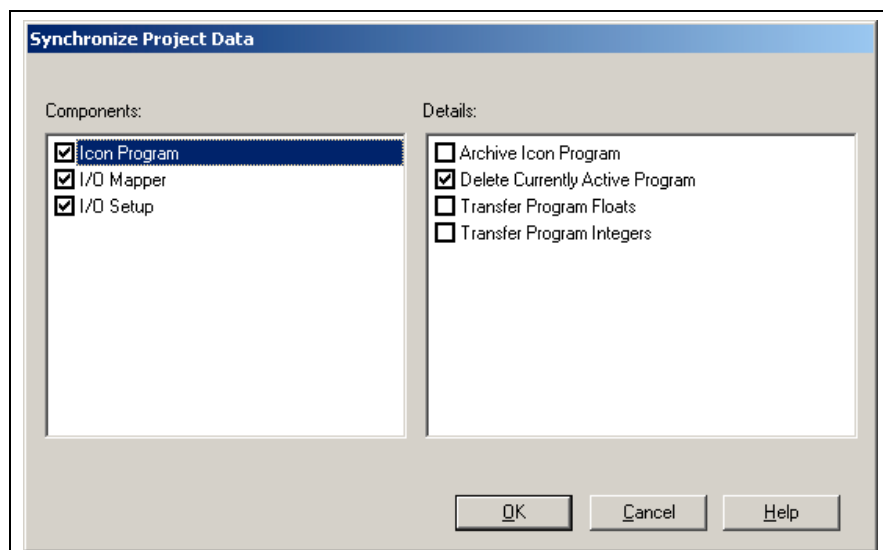 Synchronize Project Data
Components:
Icon Program
I/O Mapper
I/O Setup
Details:
Archive Icon Program
Delete Currently Active Program
Transfer Program Floats
Transfer Program Integers
OK
Cancel
Help